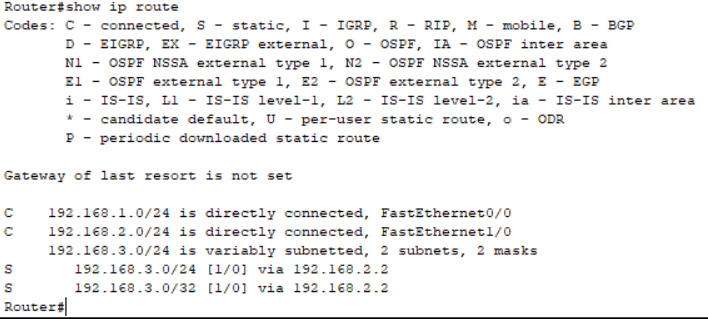 Router#show ip route
Codes: C - connected, S - static, I - IGRP, R - RIP, M - mobile, B - BGP
D - EIGRP, EX - EIGRP external, O - OSPF, IA - OSPF inter area
N1 - OSPF NSSA external type 1, N2 - OSPF NSSA external type 2
E1 - OSPF external type 1, E2 - OSPF external type 2, E - EGP
i - IS-IS, L1 - IS-IS level-1, L2 - IS-IS level-2, ia - IS-IS inter area
* - candidate default, U - per-user static route, o - ODR
P - periodic downloaded static route
Gateway of last resort is not set
C 192.168.1.0/24 is directly connected, FastEthernet0/0
C 192.168.2.0/24 is directly connected, FastEthernet1/0
192.168.3.0/24 is variably subnetted, 2 subnets, 2 masks
S 192.168.3.0/24 [1/0] via 192.168.2.2
S 192.168.3.0/32 [1/0] via 192.168.2.2
Router#